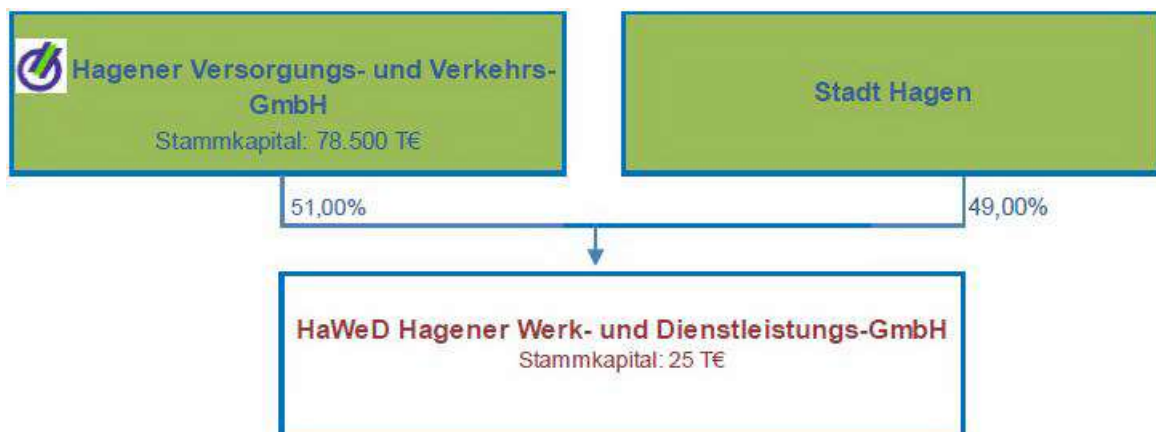 Hagener Versorgungs- und Verkehrs-
GmbH
Stammkapital: 78.500 T€
Stadt Hagen
51,00%
49,00%
HaWeD Hagener Werk- und Dienstleistungs-GmbH
Stammkapital: 25 T€